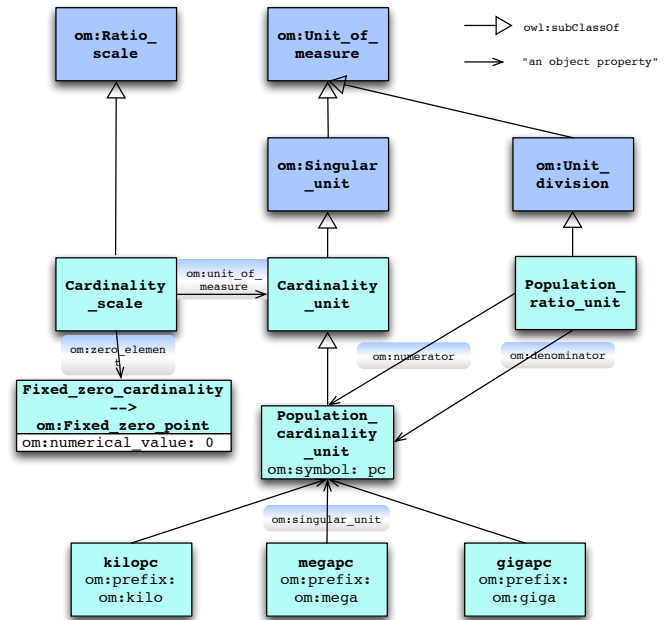 om:Ratio_
scale
om:Unit_of_
measure
owl:subClassOf
"an object property"
om:Singular
_unit
om:Unit_
division
Cardinality
_scale
om:unit_of_
measure
Cardinality
_unit
Population_
ratio_unit
om:zero_elemen
t
om:numerator
om:denominator
Fixed_zero_cardinality
-->
om:Fixed_zero_point
om:numerical_value: 0
Population_
cardinality
_unit
om:symbol: pc
om:singular_unit
kilopc
om:prefix:
om:kilo
megapc
om:prefix:
om:mega
gigapc
om:prefix:
om:giga